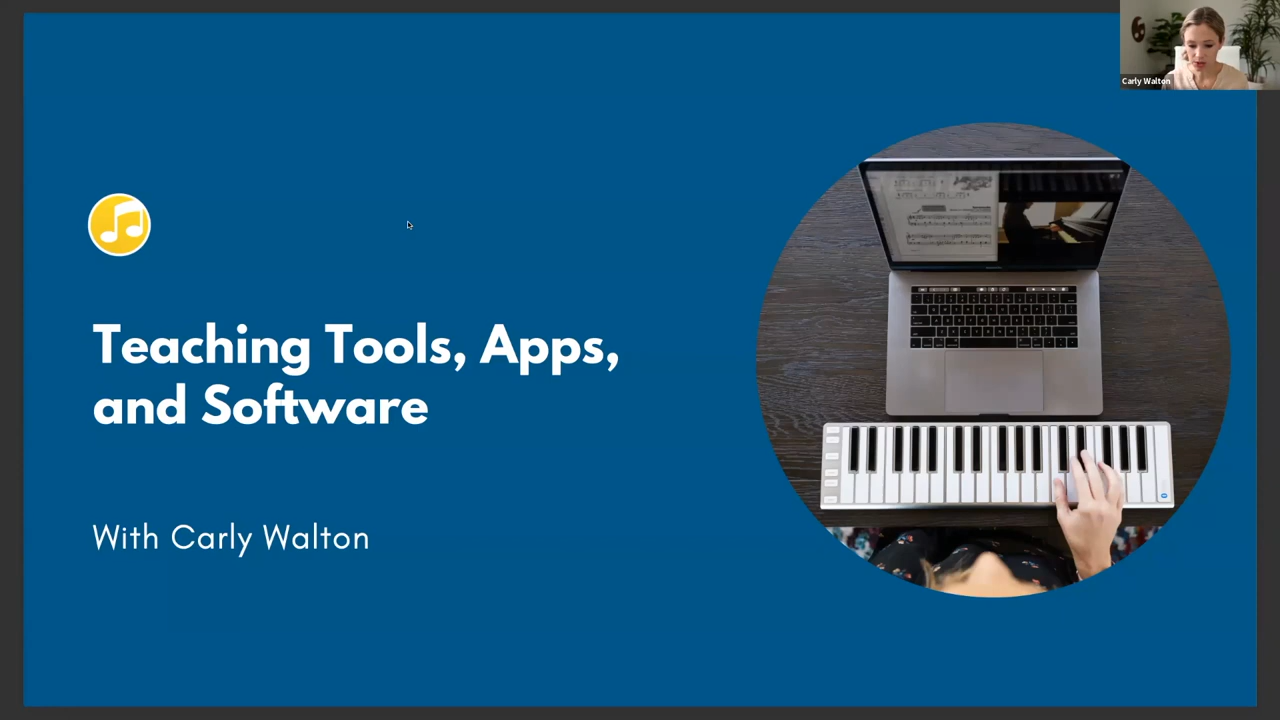 Carly Walton
Teaching Tools, Apps,
and Software
With Carly Walton